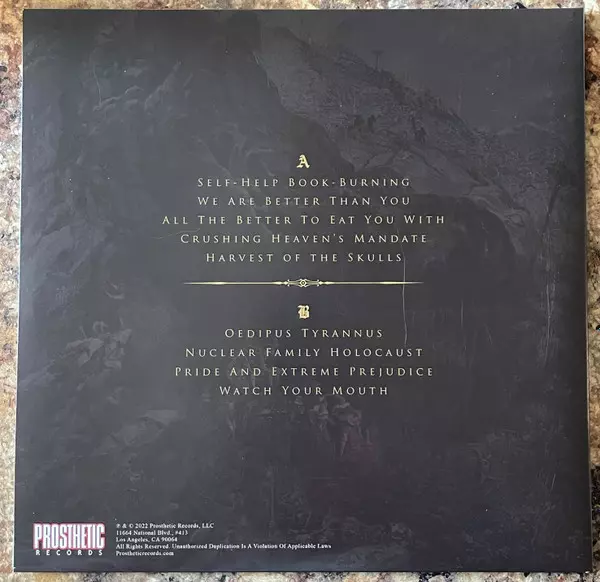 A
Self-Help Book-Burning
We Are Better Than You
All The Better To Eat You With
Crushing Heaven's Mandate
Harvest of the Skulls
B
Oedipus Tyrannus
Nuclear Family Holocaust
Pride And Extreme Prejudice
Watch Your Mouth
PROSTHETIC
RECORDS
℗ & © 2022 Prosthetic Records, LLC
11664 National Blvd., #413
Los Angeles, CA 90064
All Rights Reserved. Unauthorized Duplication Is A Violation Of Applicable Laws
Prostheticrecords.com